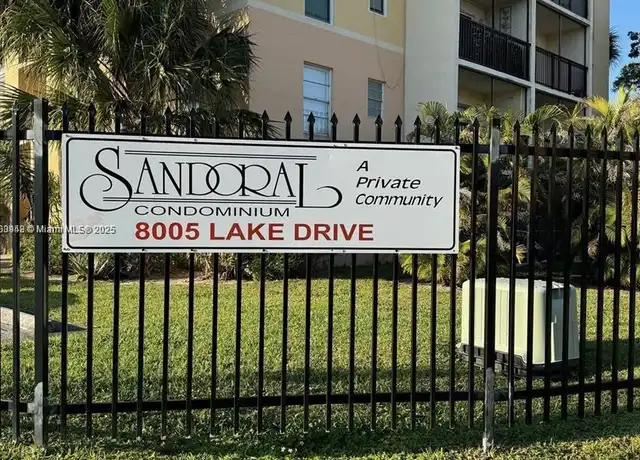 SANDORAL
CONDOMINIUM
8005 LAKE DRIVE
A
Private
Community
Miami MLS® 2025